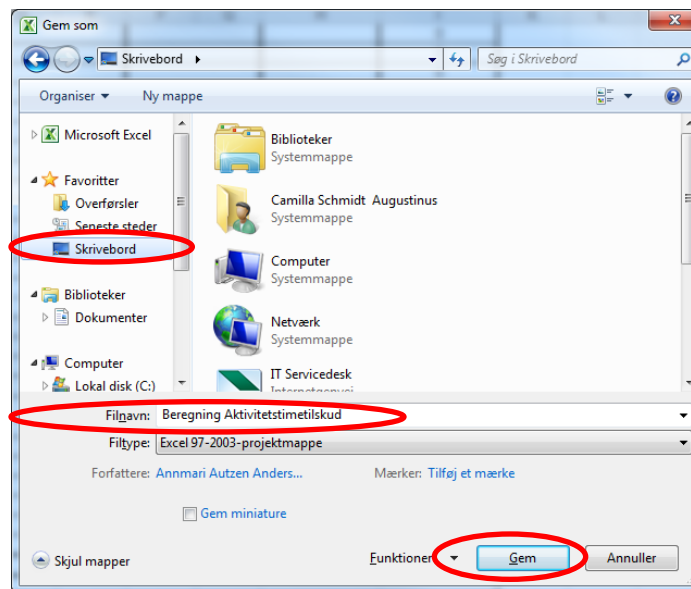 Gem som
Skrivebord
Søg i Skrivebord
Organiser
Ny mappe
Microsoft Excel
Favoritter
Overførsler
Seneste steder
Skrivebord
Biblioteker
Dokumenter
Computer
Lokal disk (C:)
Biblioteker
Systemmappe
Camilla Schmidt Augustinus
Systemmappe
Computer
Systemmappe
Netværk
Systemmappe
IT Servicedesk
Internetgenvej
Filnavn: Beregning Aktivitetstimetilskud
Filtype: Excel 97-2003-projektmappe
Forfattere: Annmari Autzen Anders...
Mærker: Tilføj et mærke
Gem miniature
Skjul mapper
Funktioner
Gem
Annuller